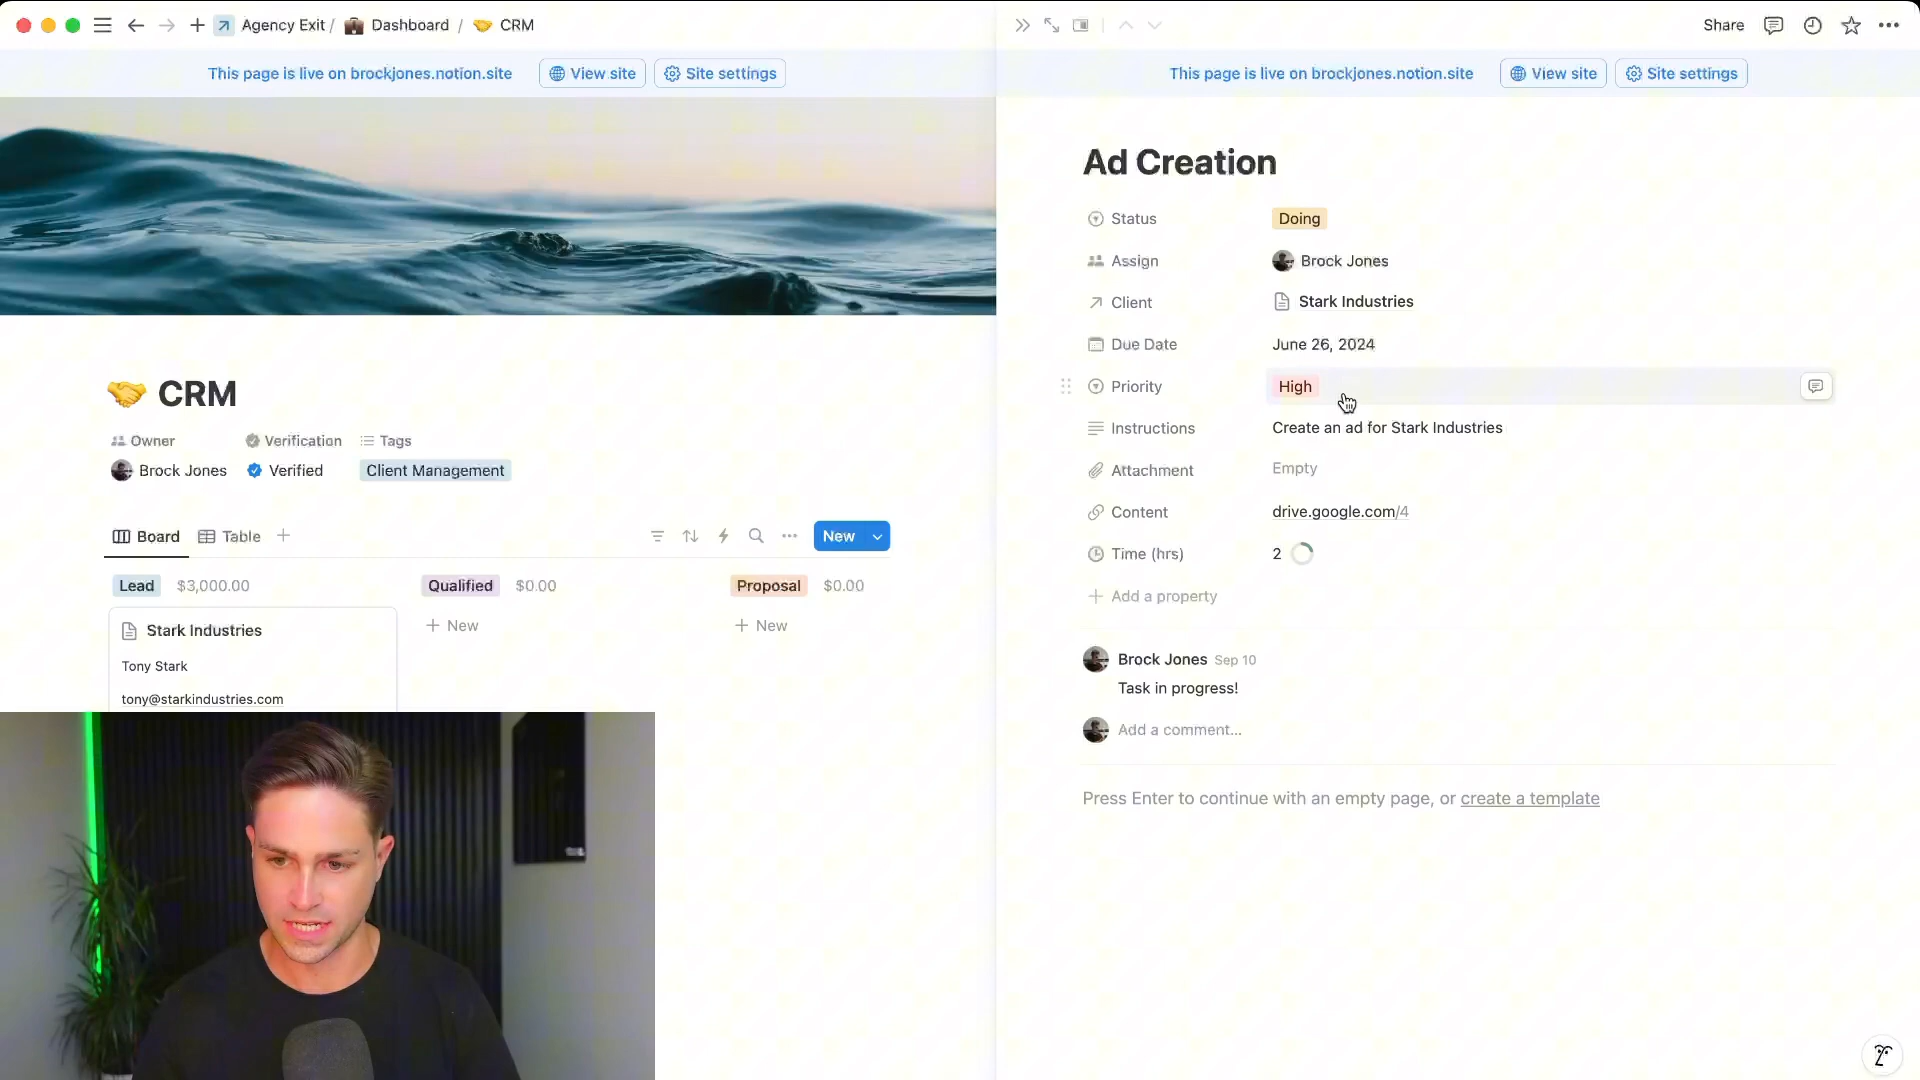 Agency Exit / Dashboard / CRM
This page is live on brockjones.notion.site View site Site settings
CRM
Owner Verification Tags
Brock Jones Verified Client Management
Board Table New
Lead $3,000.00 Qualified $0.00 Proposal $0.00
Stark Industries New New
Tony Stark
tony@starkindustries.com
Share
This page is live on brockjones.notion.site View site Site settings
Ad Creation
Status Doing
Assign Brock Jones
Client Stark Industries
Due Date June 26, 2024
Priority High
Instructions Create an ad for Stark Industries
Attachment Empty
Content drive.google.com/4
Time (hrs) 2
Add a property
Brock Jones Sep 10
Task in progress!
Add a comment...
Press Enter to continue with an empty page, or create a template